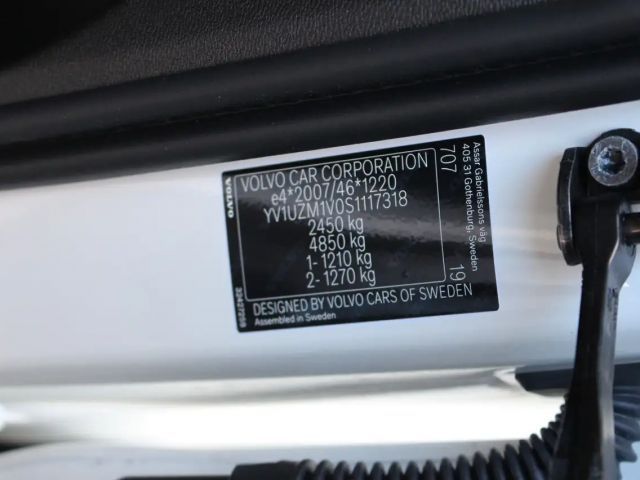 VOLVO
VOLVO CAR CORPORATION
e4*2007/46*1220
YV1UZM1V0S1117318
2450 kg
4850 kg
1- 1210 kg
2- 1270 kg
DESIGNED BY VOLVO CARS OF SWEDEN
Assembled in Sweden
707
19
Assar Gabrielssons väg
405 31 Gothenburg, Sweden
32427259